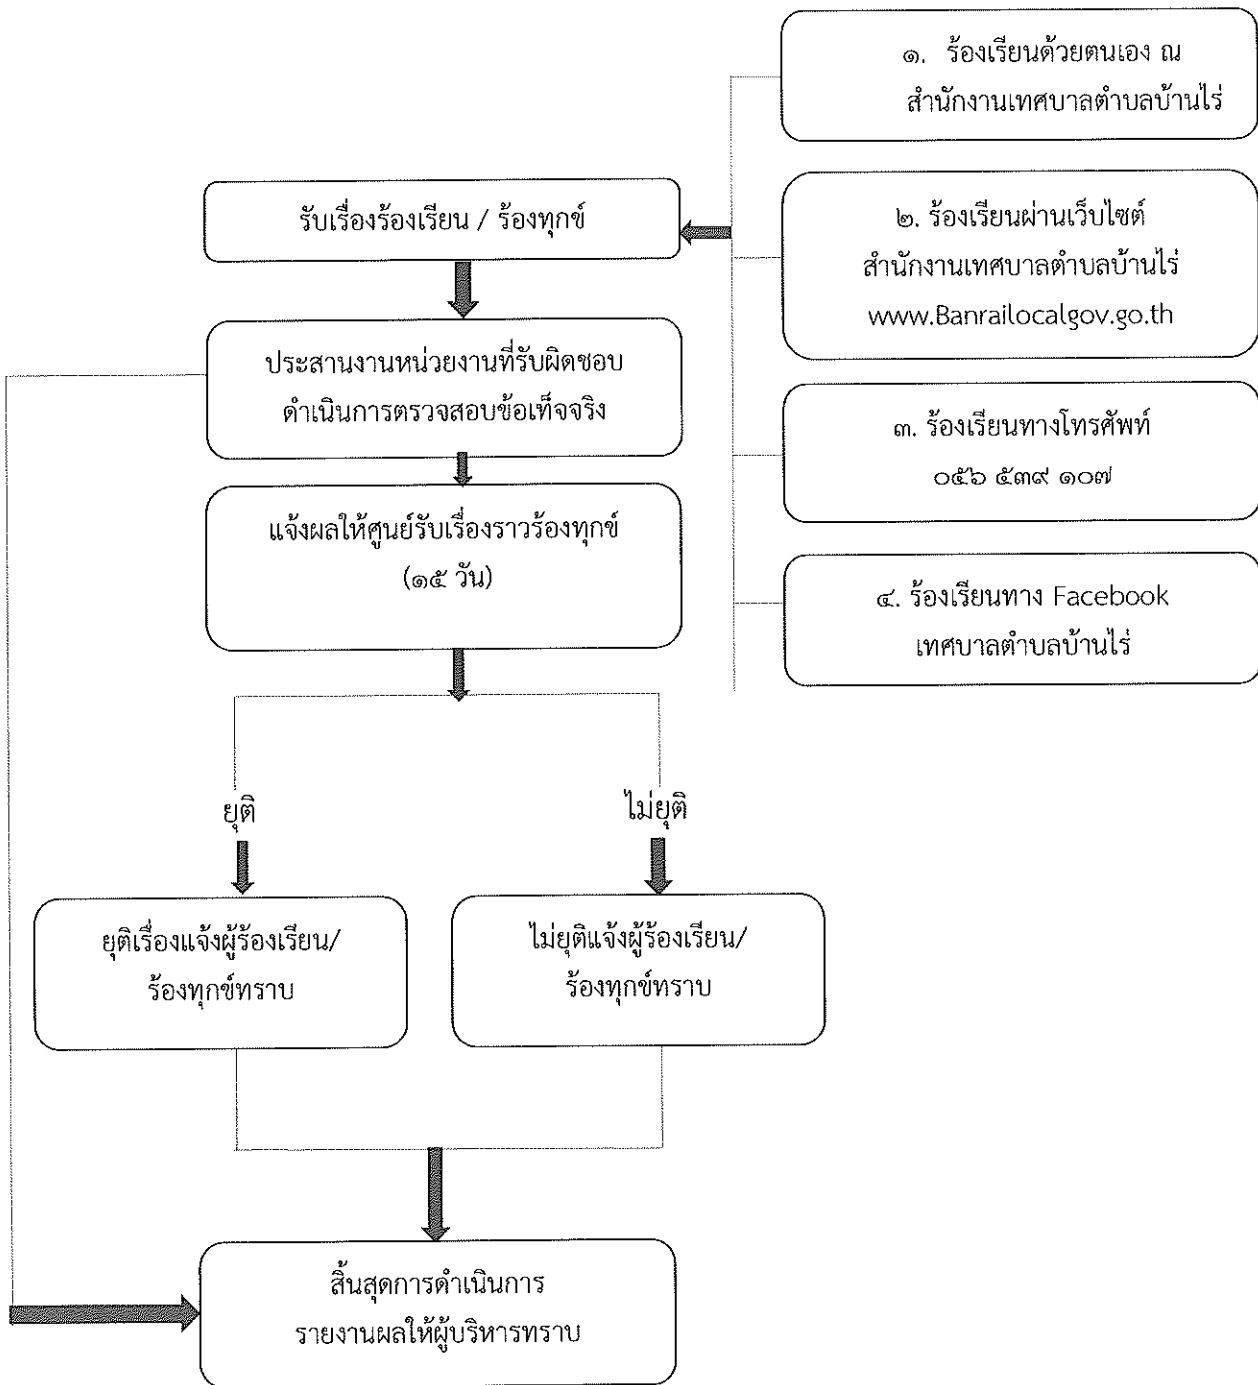 ๑. ร้องเรียนด้วยตนเอง ณ
สำนักงานเทศบาลตำบลบ้านไร่
รับเรื่องร้องเรียน / ร้องทุกข์
๒. ร้องเรียนผ่านเว็บไซต์
สำนักงานเทศบาลตำบลบ้านไร่
www.Banrailocalgov.go.th
ประสานงานหน่วยงานที่รับผิดชอบ
ดำเนินการตรวจสอบข้อเท็จจริง
๓. ร้องเรียนทางโทรศัพท์
๐๕๖ ๕๓๙ ๑๐๗
แจ้งผลให้ศูนย์รับเรื่องราวร้องทุกข์
(๑๕ วัน)
๔. ร้องเรียนทาง Facebook
เทศบาลตำบลบ้านไร่
ยุติ
ไม่ยุติ
ยุติเรื่องแจ้งผู้ร้องเรียน/
ร้องทุกข์ทราบ
ไม่ยุติแจ้งผู้ร้องเรียน/
ร้องทุกข์ทราบ
สิ้นสุดการดำเนินการ
รายงานผลให้ผู้บริหารทราบ